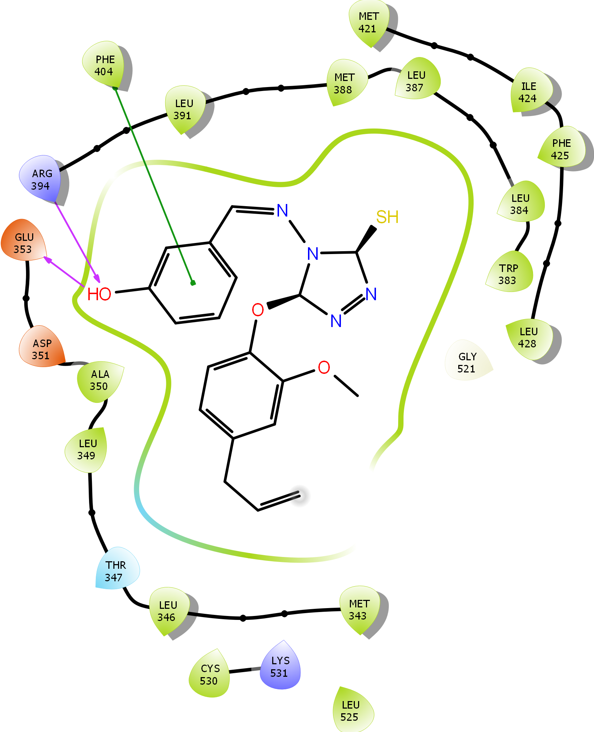 MET
421
PHE
404
LEU
391
MET
388
LEU
387
ILE
424
PHE
425
ARG
394
LEU
384
GLU
353
SH
N
N
HO
TRP
383
N
O
N
LEU
428
ASP
351
GLY
521
ALA
350
O
LEU
349
THR
347
LEU
346
MET
343
CYS
530
LYS
531
LEU
525